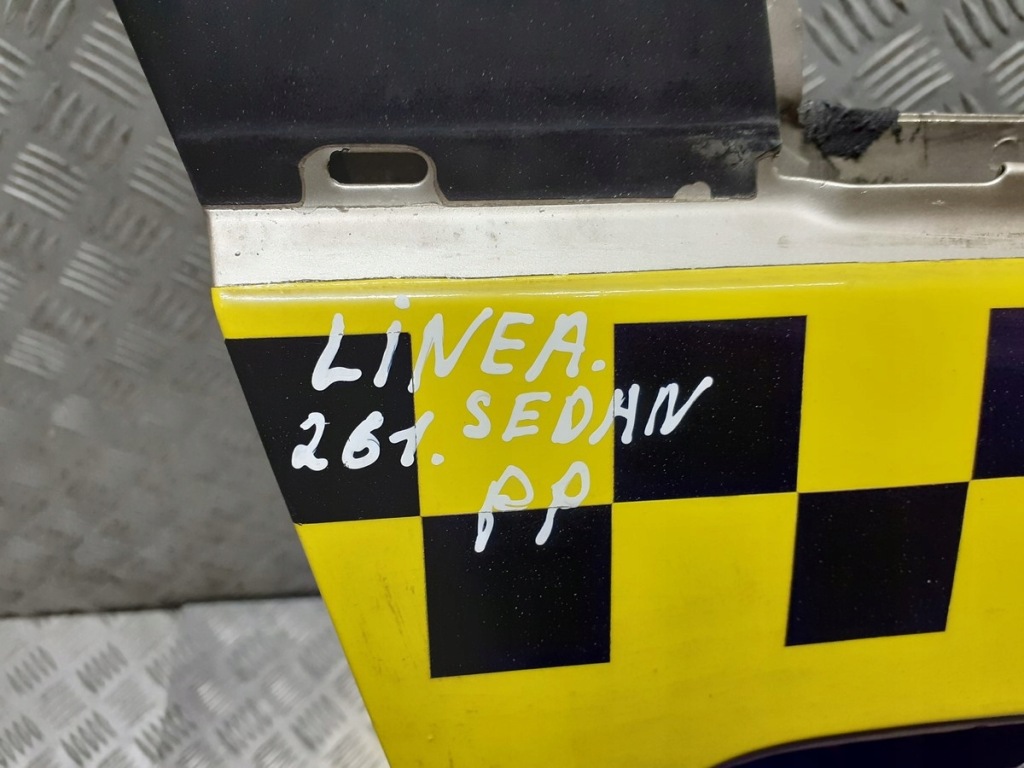 LINEA.
261. SEDAN
PP